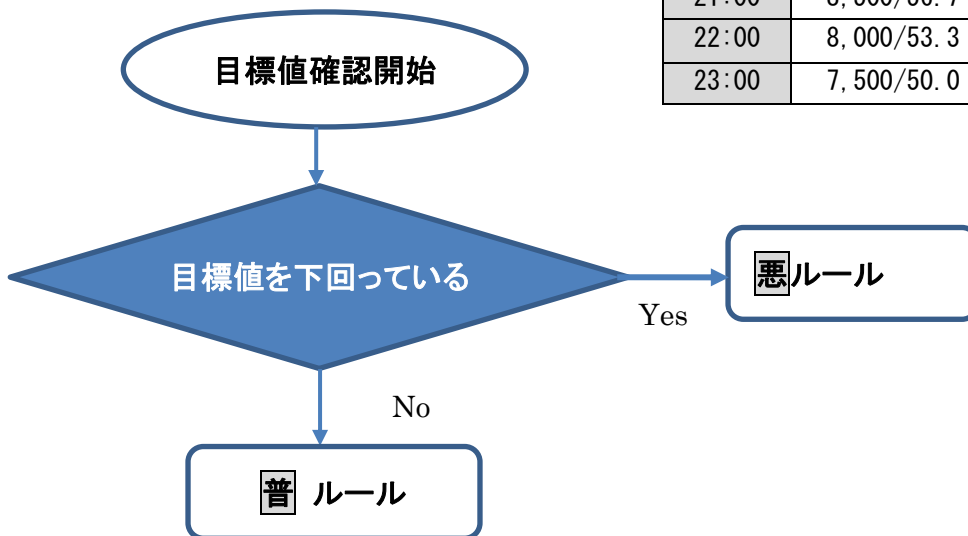 22:00 8,000/53.3
23:00 7,500/50.0
目標値確認開始
目標値を下回っている
悪ルール
Yes
No
普 ルール